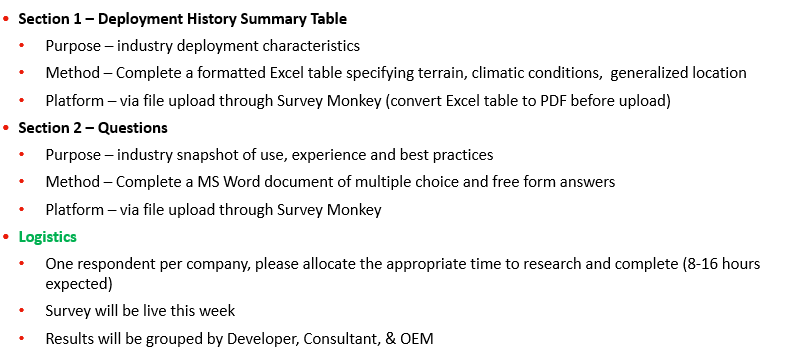 • Section 1 – Deployment History Summary Table
• Purpose – industry deployment characteristics
• Method – Complete a formatted Excel table specifying terrain, climatic conditions,  generalized location
• Platform – via file upload through Survey Monkey (convert Excel table to PDF before upload)
• Section 2 – Questions
• Purpose – industry snapshot of use, experience and best practices
• Method – Complete a MS Word document of multiple choice and free form answers
• Platform – via file upload through Survey Monkey
• Logistics
• One respondent per company, please allocate the appropriate time to research and complete (8-16 hours
expected)
• Survey will be live this week
• Results will be grouped by Developer, Consultant, & OEM